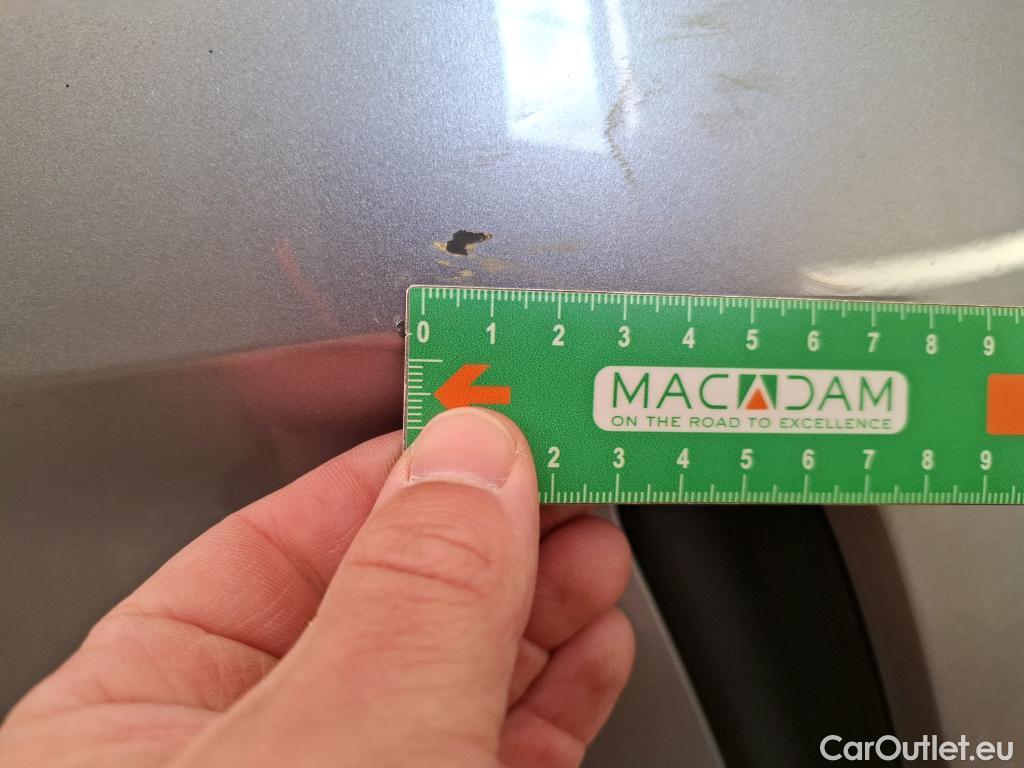 0 1 2 3 4 5 6 7 8 9
MACADAM
ON THE ROAD TO EXCELLENCE
2 3 4 5 6 7 8 9
CarOutlet.eu